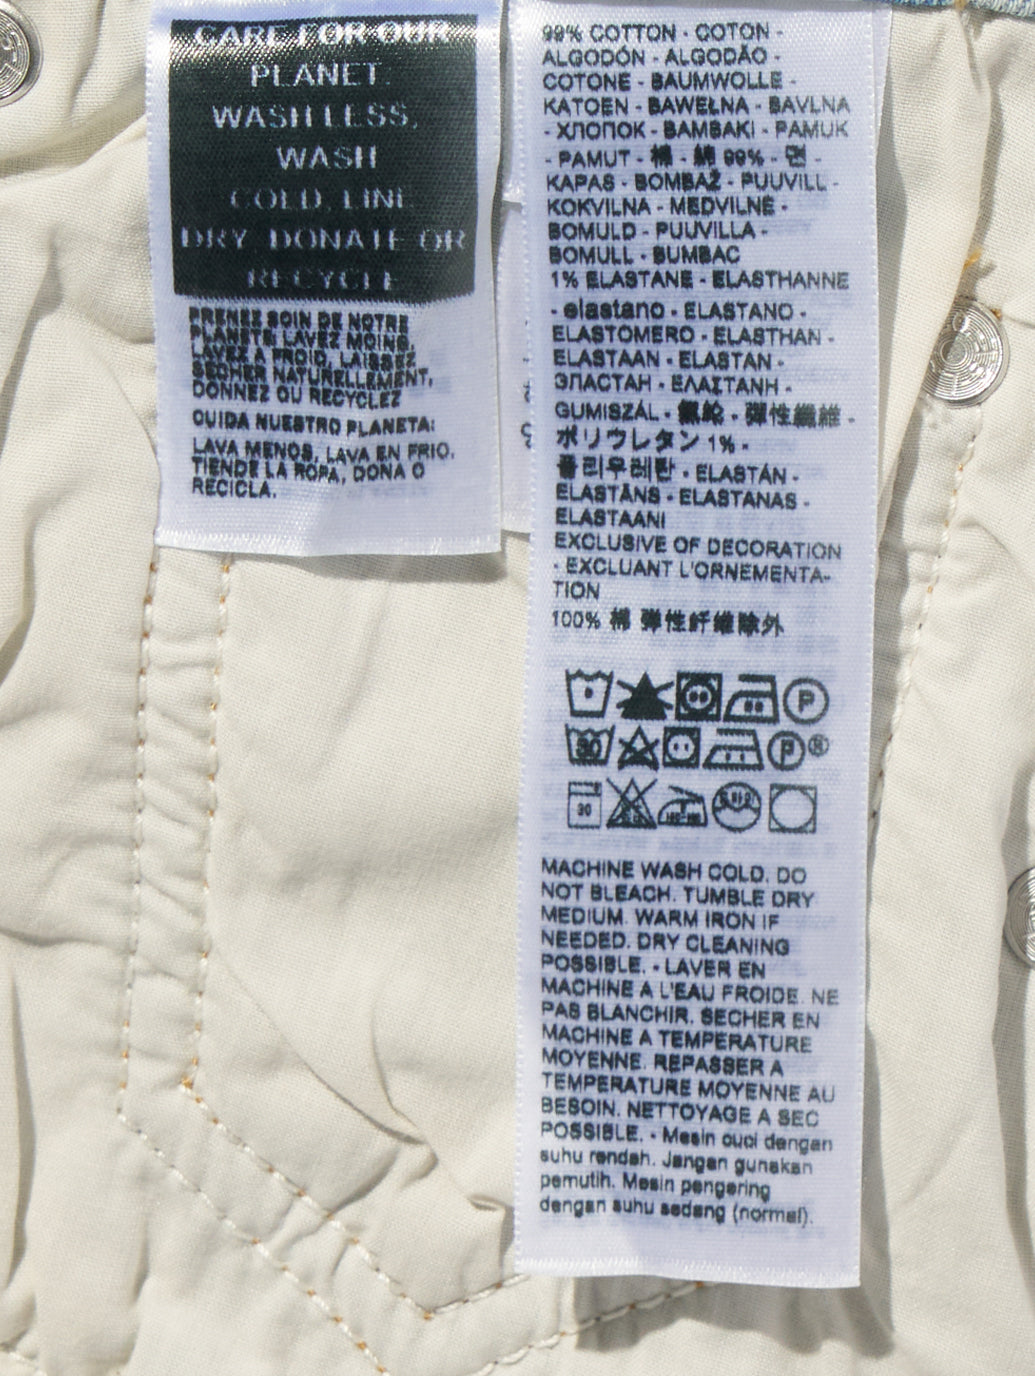 CARE FOR OUR
PLANET.
WASH LESS,
WASH
COLD, LINE
DRY, DONATE OR
RECYCLE
PRENEZ SOIN DE NOTRE
PLANETE: LAVEZ MOINS,
LAVEZ A FROID, LAISSEZ
SECHER NATURELLEMENT,
DONNEZ OU RECYCLEZ
CUIDA NUESTRO PLANETA:
LAVA MENOS, LAVA EN FRIO.
TIENDE LA ROPA, DONA O
RECICLA.
99% COTTON - COTON -
ALGODÓN - ALGODÃO -
COTONE - BAUMWOLLE -
KATOEN - BAWEŁNA - BAVLNA
- ХЛОПОК - BAMBAKI - PAMUK
- PAMUT - 棉 - 綿 99% - 면 -
KAPAS - BOMBAŽ - PUUVILL -
KOKVILNA - MEDVILNĖ -
BOMULD - PUUVILLA -
BOMULL - BUMBAC
1% ELASTANE - ELASTHANNE
- elastano - ELASTANO -
ELASTOMERO - ELASTHAN -
ELASTAAN - ELASTAN -
ЭЛАСТАН - ΕΛΑΣΤΑΝΗ -
GUMISZÁL - 氨纶 - 彈性纖維 -
ポリウレタン 1% -
폴리우레탄 - ELASTÁN -
ELASTĀNS - ELASTANAS -
ELASTAANI
EXCLUSIVE OF DECORATION
- EXCLUANT L'ORNEMENTA-
TION
100% 棉 弹性纤维除外
P
30 P ®
30
MACHINE WASH COLD. DO
NOT BLEACH. TUMBLE DRY
MEDIUM. WARM IRON IF
NEEDED. DRY CLEANING
POSSIBLE. - LAVER EN
MACHINE A L'EAU FROIDE. NE
PAS BLANCHIR. SECHER EN
MACHINE A TEMPERATURE
MOYENNE. REPASSER A
TEMPERATURE MOYENNE AU
BESOIN. NETTOYAGE A SEC
POSSIBLE. - Mesin cuci dengan
suhu rendah. Jangan gunakan
pemutih. Mesin pengering
dengan suhu sedang (normal).